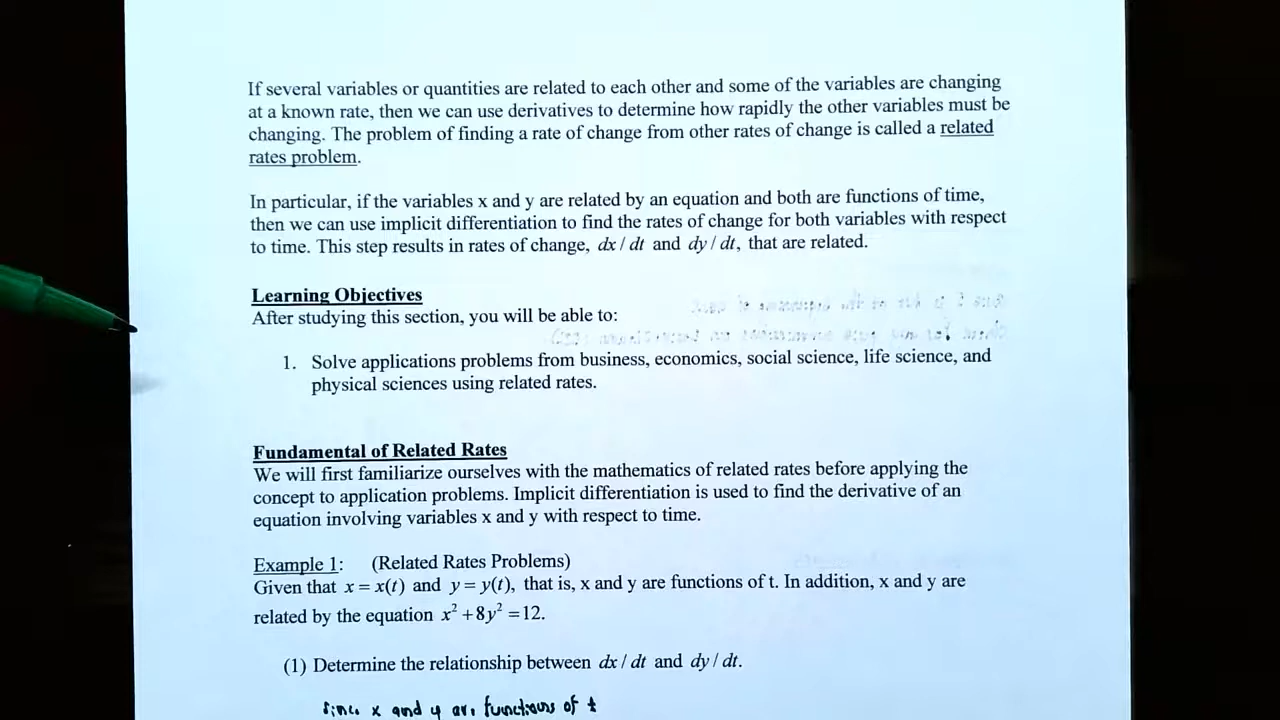 If several variables or quantities are related to each other and some of the variables are changing
at a known rate, then we can use derivatives to determine how rapidly the other variables must be
changing. The problem of finding a rate of change from other rates of change is called a related
rates problem.
In particular, if the variables x and y are related by an equation and both are functions of time,
then we can use implicit differentiation to find the rates of change for both variables with respect
to time. This step results in rates of change, dx / dt and dy / dt, that are related.
Learning Objectives
After studying this section, you will be able to:
1. Solve applications problems from business, economics, social science, life science, and
physical sciences using related rates.
Fundamental of Related Rates
We will first familiarize ourselves with the mathematics of related rates before applying the
concept to application problems. Implicit differentiation is used to find the derivative of an
equation involving variables x and y with respect to time.
Example 1: (Related Rates Problems)
Given that x = x(t) and y = y(t), that is, x and y are functions of t. In addition, x and y are
related by the equation x² + 8y² = 12.
(1) Determine the relationship between dx / dt and dy / dt.
Since x and y are functions of t